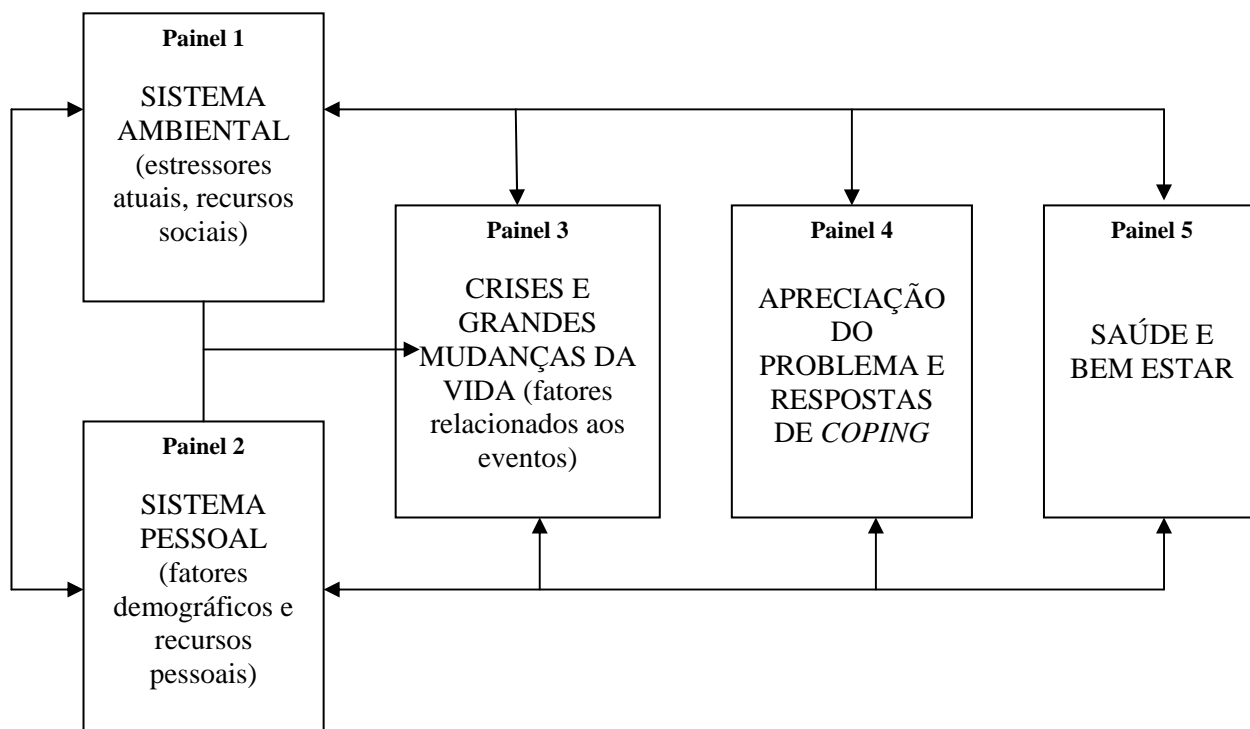 Painel 1
SISTEMA
AMBIENTAL
(estressores
atuais, recursos
sociais)
Painel 2
SISTEMA
PESSOAL
(fatores
demográficos e
recursos
pessoais)
Painel 3
CRISES E
GRANDES
MUDANÇAS DA
VIDA (fatores
relacionados aos
eventos)
Painel 4
APRECIAÇÃO
DO
PROBLEMA E
RESPOSTAS
DE COPING
Painel 5
SAÚDE E
BEM ESTAR